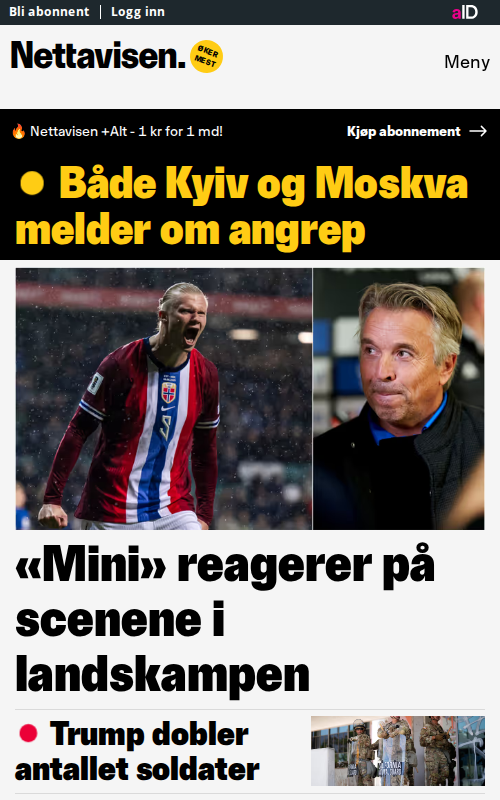 Bli abonnent | Logg inn
aID
Nettavisen.
ØKER
MEST
Meny
🔥 Nettavisen +Alt - 1 kr for 1 md!
Kjøp abonnement →
Både Kyiv og Moskva
melder om angrep
«Mini» reagerer på
scenene i
landskampen
Trump dobler
antallet soldater